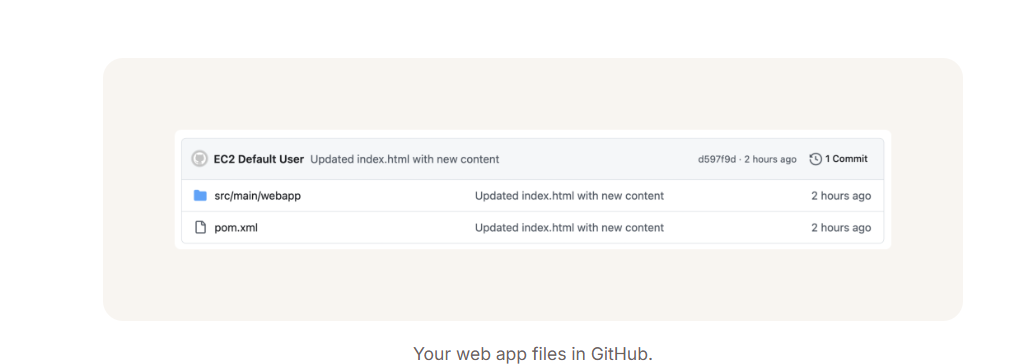 EC2 Default User Updated index.html with new content d597f9d · 2 hours ago 1 Commit
src/main/webapp Updated index.html with new content 2 hours ago
pom.xml Updated index.html with new content 2 hours ago
Your web app files in GitHub.